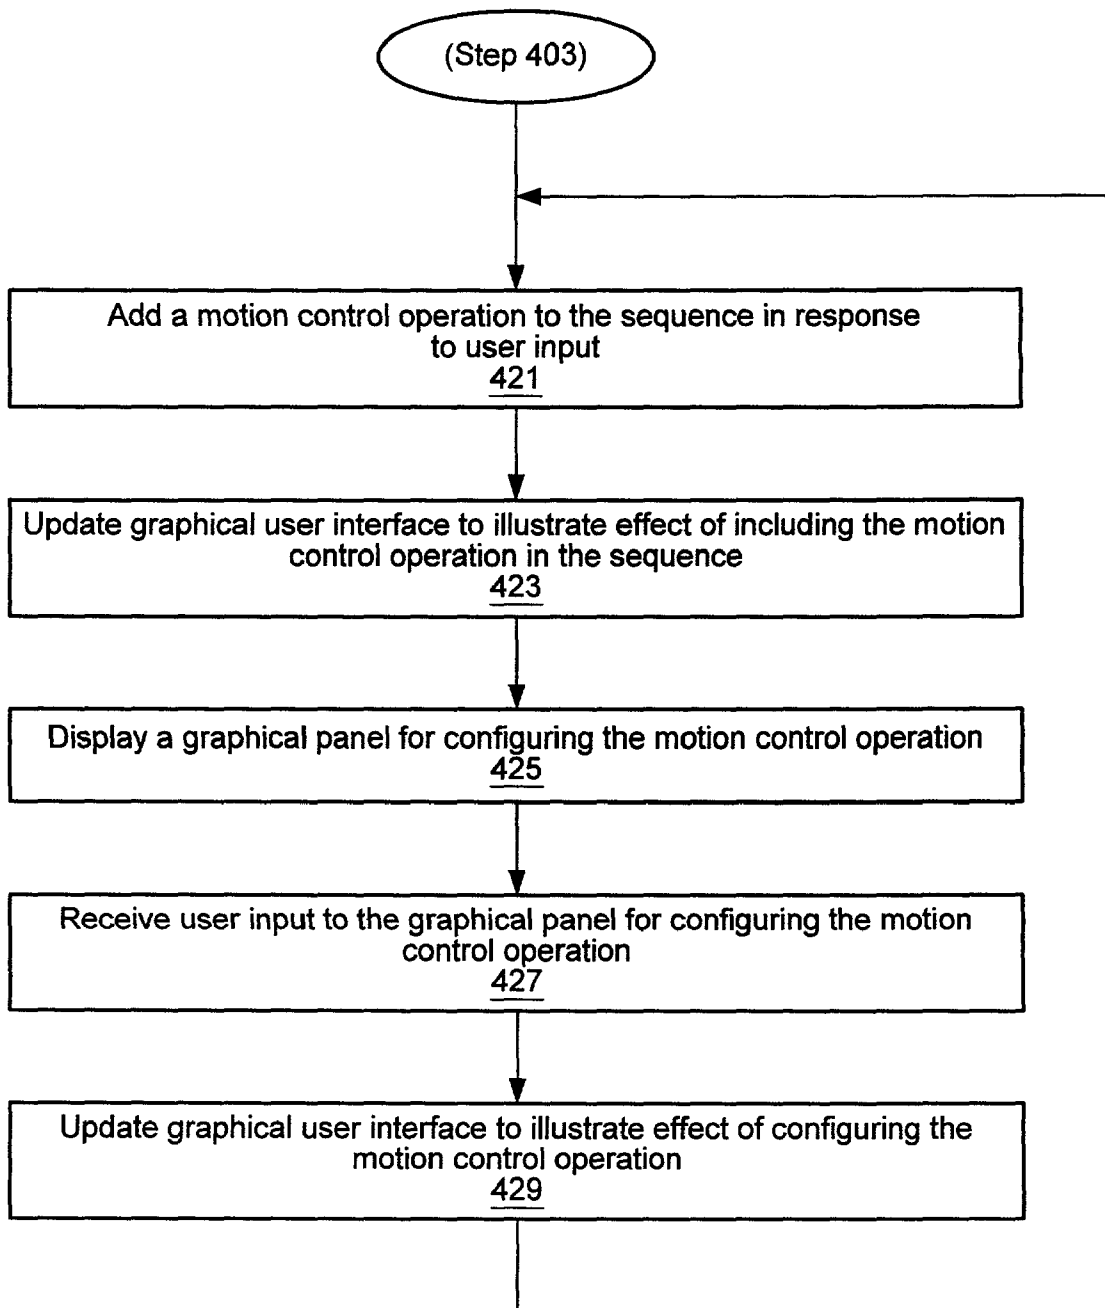 (Step 403)
Add a motion control operation to the sequence in response
to user input
421
Update graphical user interface to illustrate effect of including the motion
control operation in the sequence
423
Display a graphical panel for configuring the motion control operation
425
Receive user input to the graphical panel for configuring the motion
control operation
427
Update graphical user interface to illustrate effect of configuring the
motion control operation
429